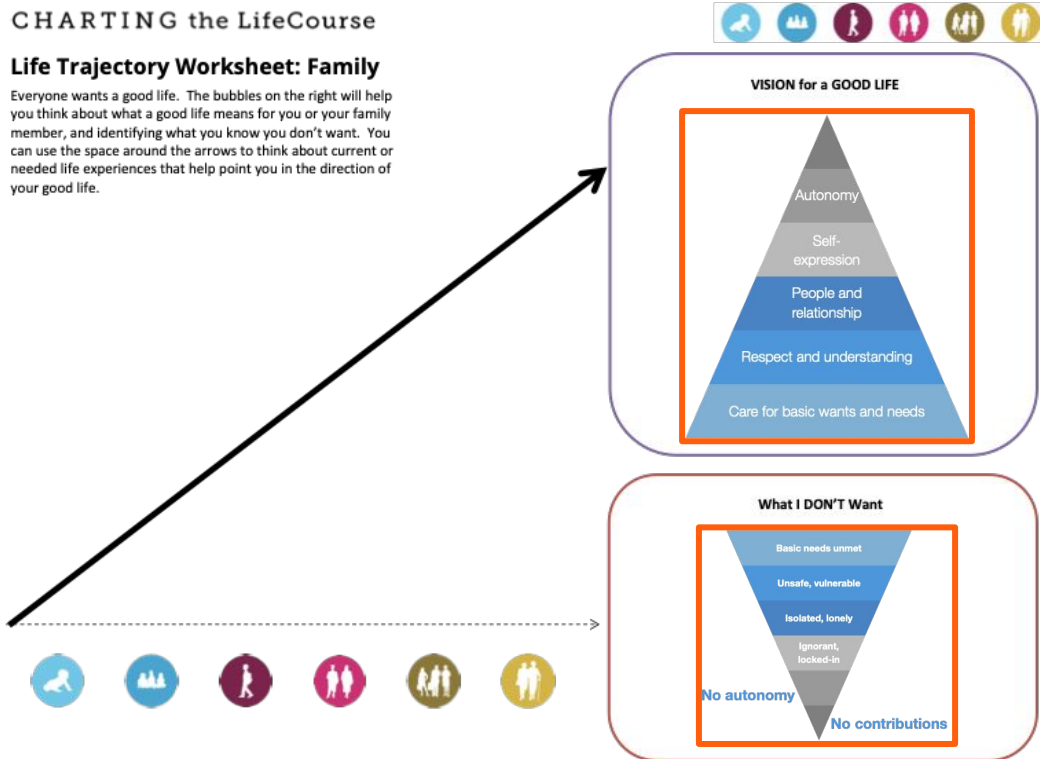 CHARTING the LifeCourse
Life Trajectory Worksheet: Family
Everyone wants a good life. The bubbles on the right will help
you think about what a good life means for you or your family
member, and identifying what you know you don't want. You
can use the space around the arrows to think about current or
needed life experiences that help point you in the direction of
your good life.
VISION for a GOOD LIFE
Autonomy
Self-
expression
People and
relationship
Respect and understanding
Care for basic wants and needs
What I DON'T Want
Basic needs unmet
Unsafe, vulnerable
Isolated, lonely
Ignorant,
locked-in
No autonomy
No contributions